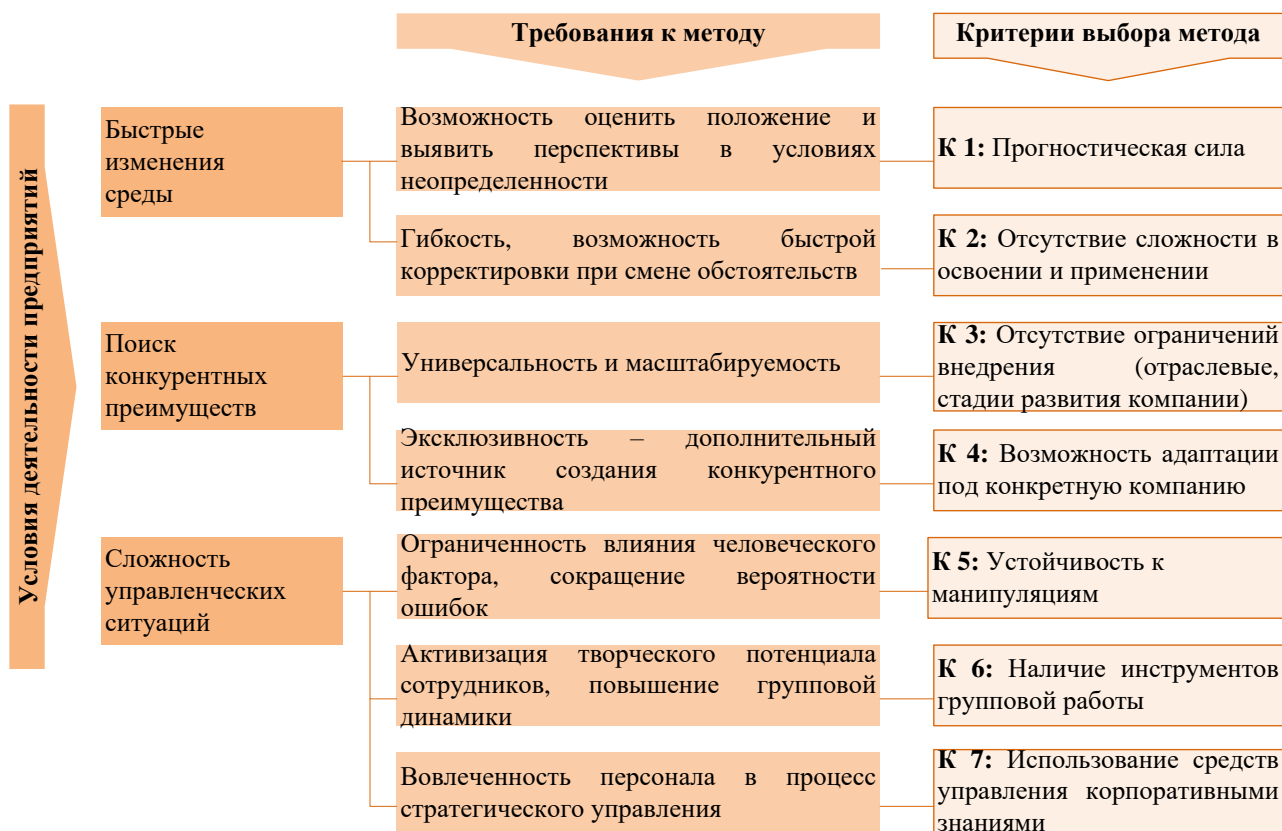 Требования к методу
Критерии выбора метода
Условия деятельности предприятий
Быстрые
изменения
среды
Возможность оценить положение и
выявить перспективы в условиях
неопределенности
К 1: Прогностическая сила
Гибкость, возможность быстрой
корректировки при смене обстоятельств
К 2: Отсутствие сложности в
освоении и применении
Поиск
конкурентных
преимуществ
Универсальность и масштабируемость
К 3: Отсутствие ограничений
внедрения (отраслевые,
стадии развития компании)
Эксклюзивность – дополнительный
источник создания конкурентного
преимущества
К 4: Возможность адаптации
под конкретную компанию
Сложность
управленческих
ситуаций
Ограниченность влияния человеческого
фактора, сокращение вероятности
ошибок
К 5: Устойчивость к
манипуляциям
Активизация творческого потенциала
сотрудников, повышение групповой
динамики
К 6: Наличие инструментов
групповой работы
Вовлеченность персонала в процесс
стратегического управления
К 7: Использование средств
управления корпоративными
знаниями